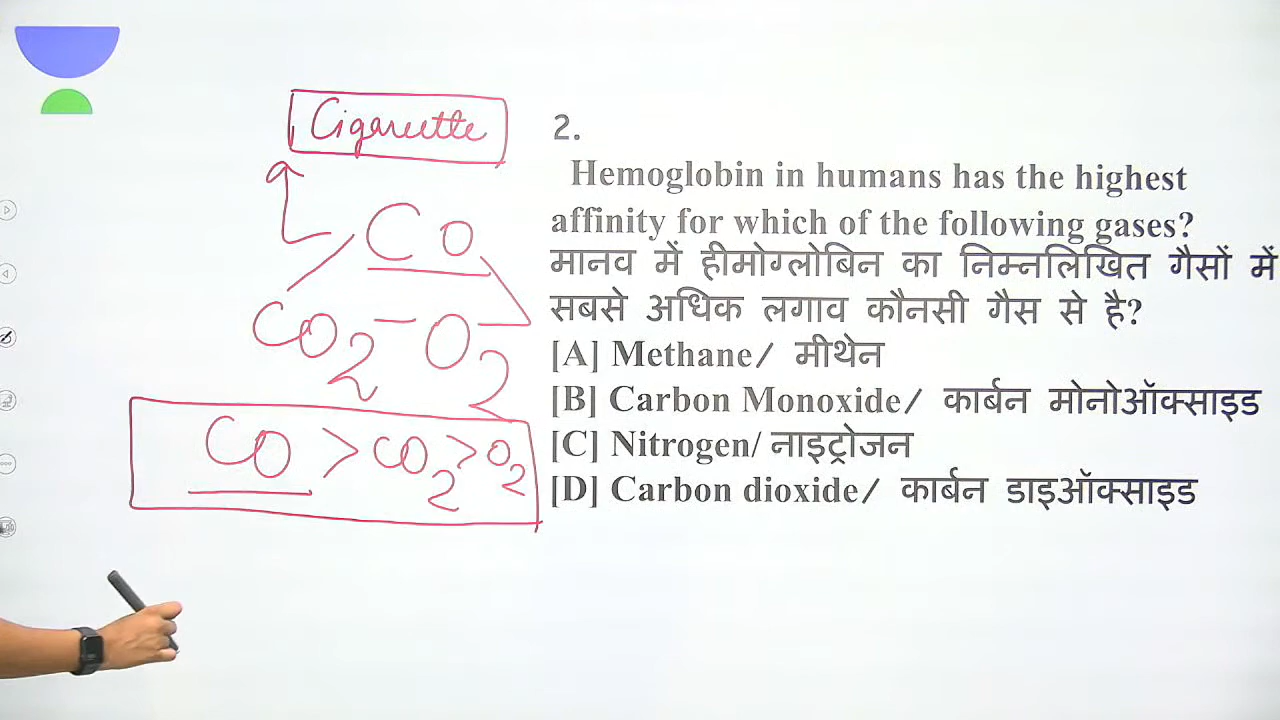 Cigarette
CO
CO2 - O2
CO > CO2 > O2
2.
Hemoglobin in humans has the highest
affinity for which of the following gases?
मानव में हीमोग्लोबिन का निम्नलिखित गैसों में
सबसे अधिक लगाव कौनसी गैस से है?
[A] Methane/ मीथेन
[B] Carbon Monoxide/ कार्बन मोनोऑक्साइड
[C] Nitrogen/ नाइट्रोजन
[D] Carbon dioxide/ कार्बन डाइऑक्साइड